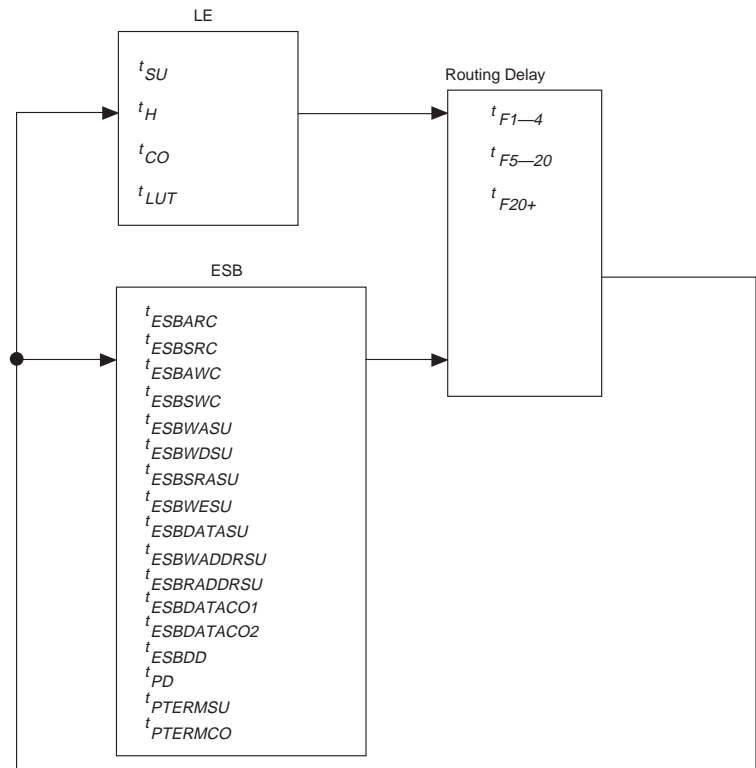 LE
tSU
tH
tCO
tLUT
Routing Delay
tF1—4
tF5—20
tF20+
ESB
tESBARC
tESBSRC
tESBAWC
tESBSWC
tESBWASU
tESBWDSU
tESBSRASU
tESBWESU
tESBDATASU
tESBWADDRSU
tESBRADDRSU
tESBDATACO1
tESBDATACO2
tESBDD
tPD
tPTERMSU
tPTERMCO